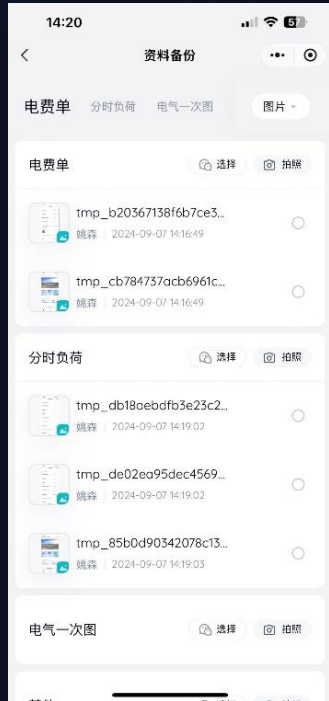 14:20
57
资料备份
电费单 分时负荷 电气一次图 图片
电费单 选择 拍照
tmp_b20367138f6b7ce3...
姚森 2024-09-07 14:16:49
tmp_cb784737acb6961c...
姚森 2024-09-07 14:16:49
分时负荷 选择 拍照
tmp_db18aebdfb3e23c2...
姚森 2024-09-07 14:19:02
tmp_de02ea95dec4569...
姚森 2024-09-07 14:19:02
tmp_85b0d90342078c13...
姚森 2024-09-07 14:19:03
电气一次图 选择 拍照